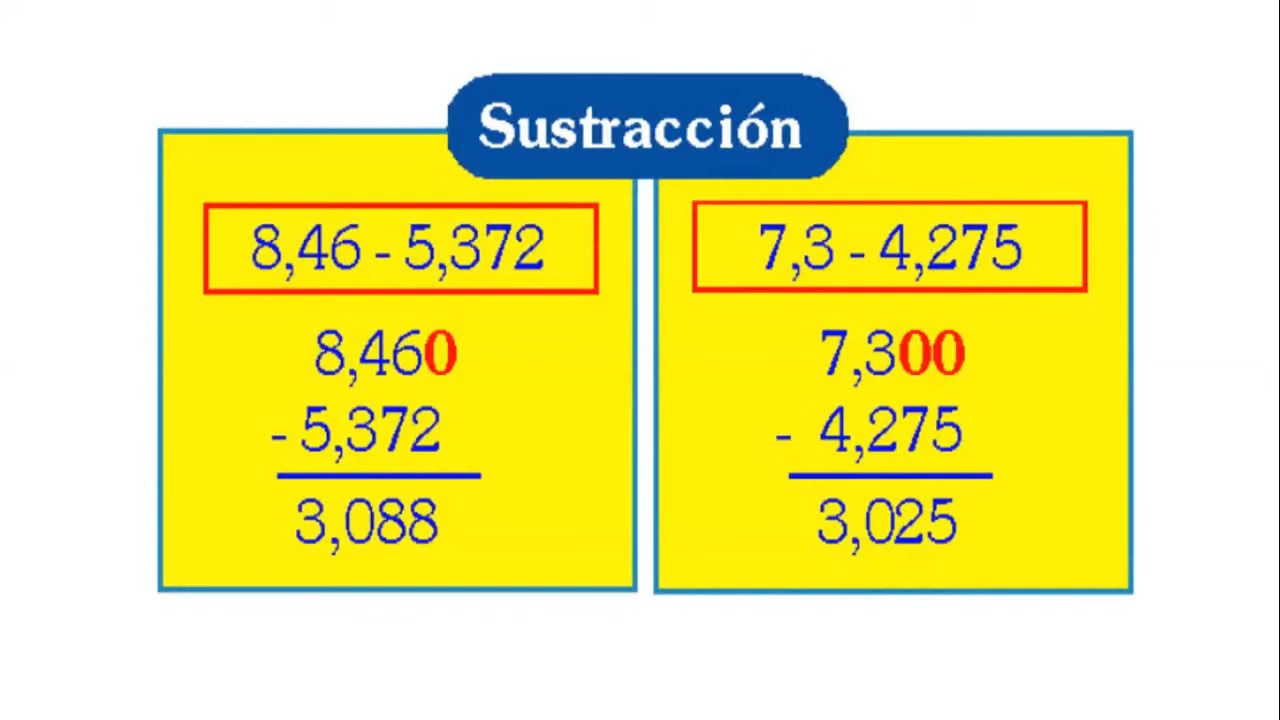 Sustracción
8,46 - 5,372
8,460
- 5,372
3,088
7,3 - 4,275
7,300
- 4,275
3,025